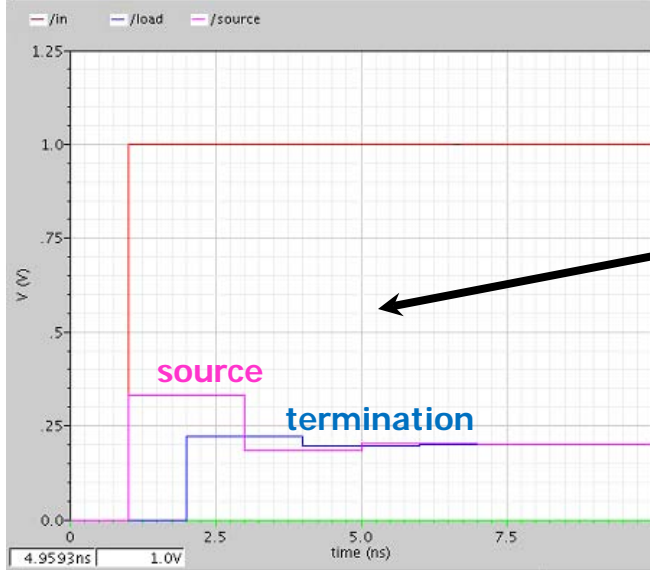 /in /load /source
1.25
1.0
.75
V (V)
.5
source
termination
.25
0.0
0 2.5 5.0 7.5
time (ns)
4.9593ns 1.0V